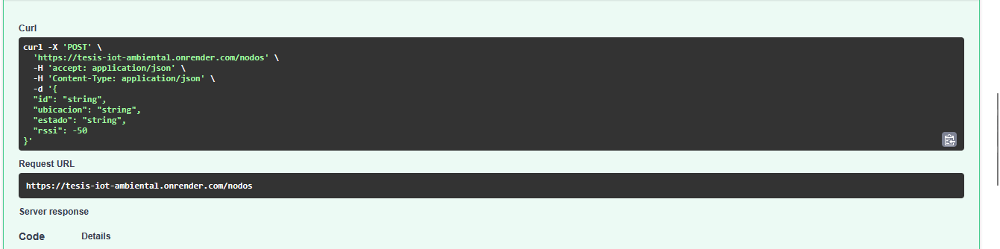 Curl
curl -X 'POST' \
  'https://tesis-iot-ambiental.onrender.com/nodos' \
  -H 'accept: application/json' \
  -H 'Content-Type: application/json' \
  -d '{
  "id": "string",
  "ubicacion": "string",
  "estado": "string",
  "rssi": -50
}'
Request URL
https://tesis-iot-ambiental.onrender.com/nodos
Server response
Code Details